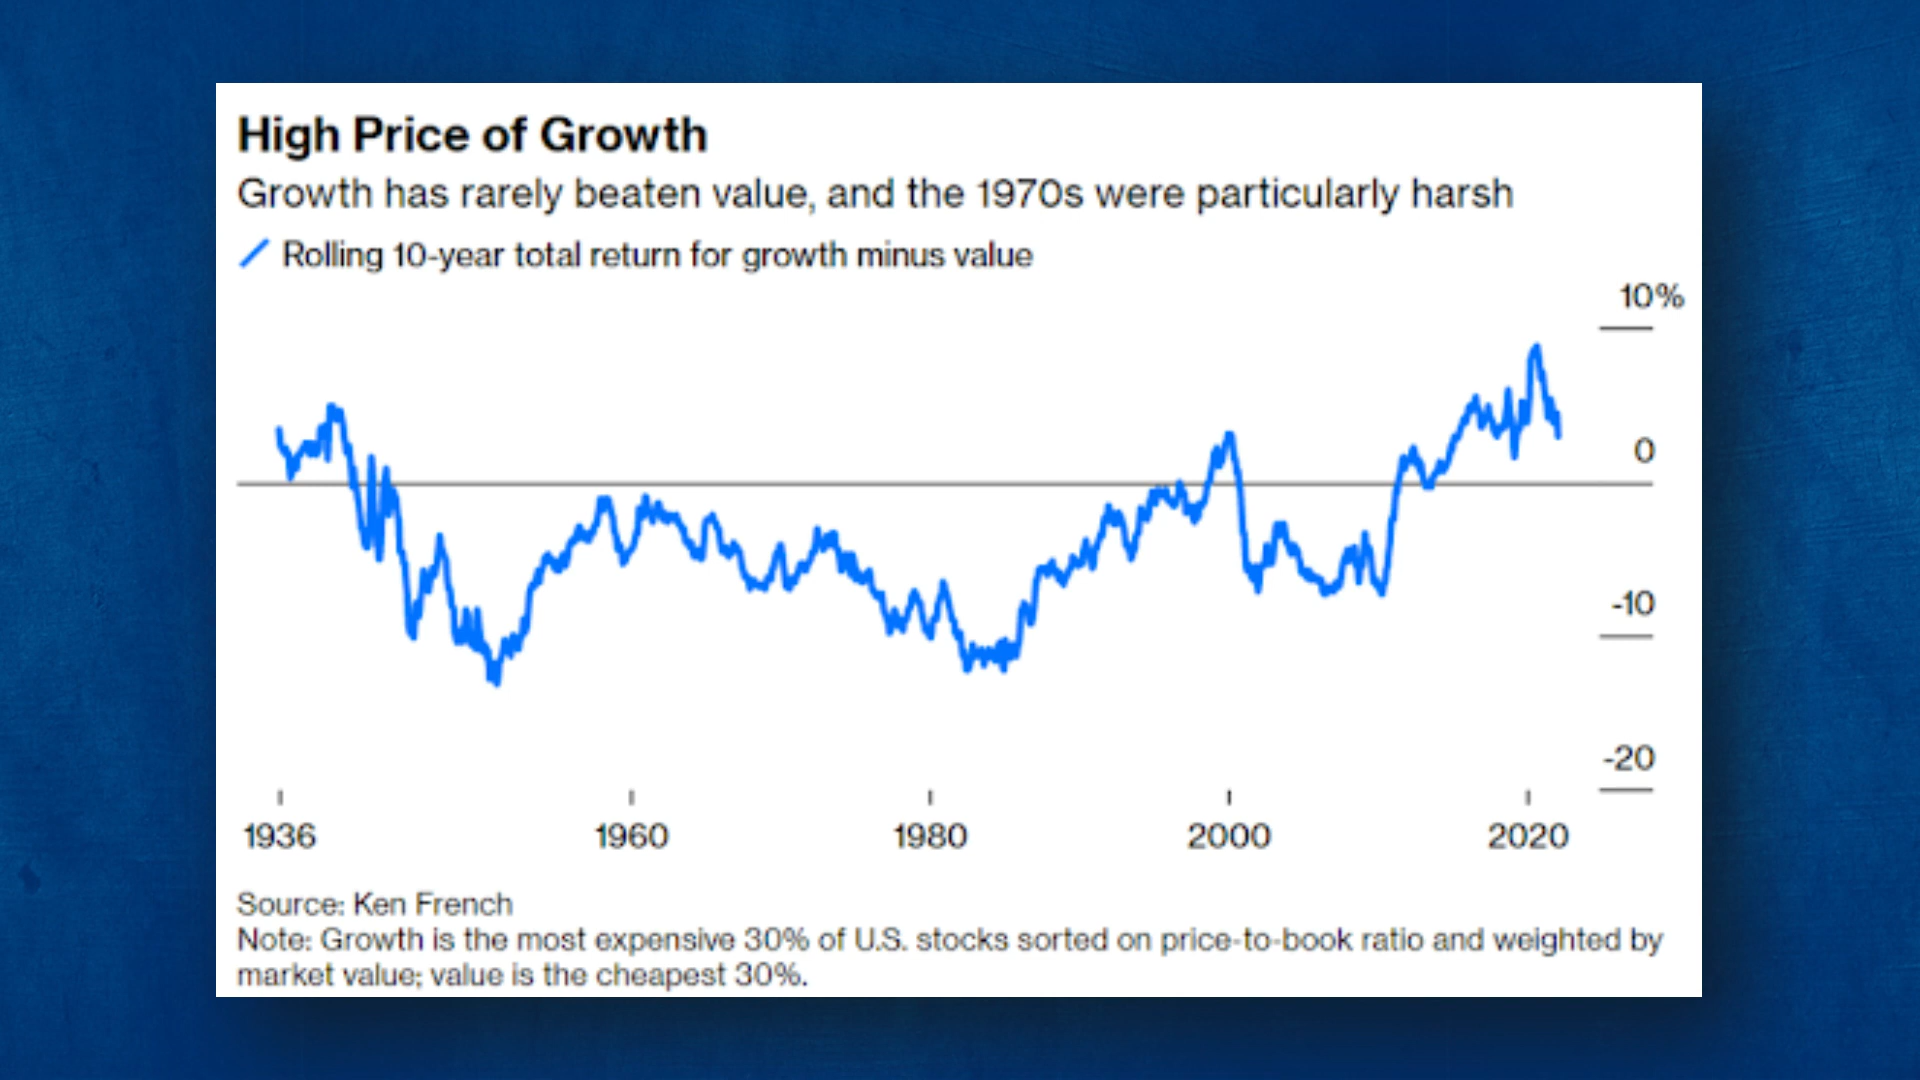 High Price of Growth
Growth has rarely beaten value, and the 1970s were particularly harsh
Rolling 10-year total return for growth minus value
10%
0
-10
-20
1936 1960 1980 2000 2020
Source: Ken French
Note: Growth is the most expensive 30% of U.S. stocks sorted on price-to-book ratio and weighted by
market value; value is the cheapest 30%.